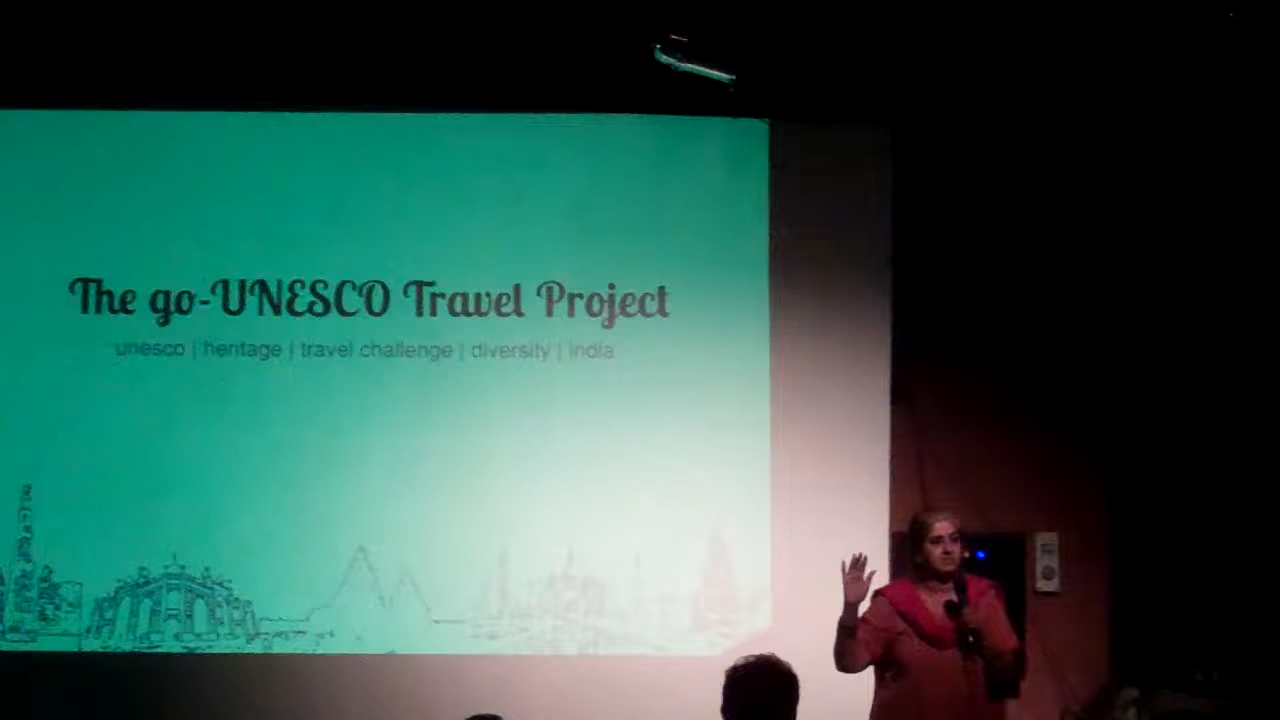 The go-UNESCO Travel Project
unesco | heritage | travel challenge | diversity | india